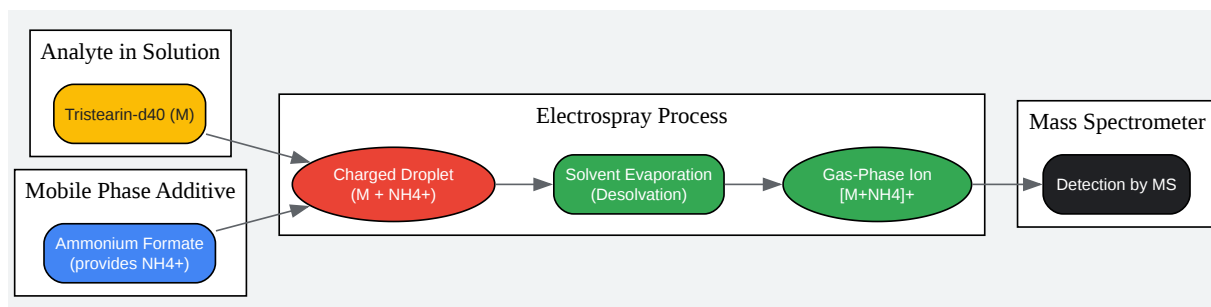 Analyte in Solution
Tristearin-d40 (M)
Mobile Phase Additive
Ammonium Formate
(provides NH4+)
Electrospray Process
Charged Droplet
(M + NH4+)
Solvent Evaporation
(Desolvation)
Gas-Phase Ion
[M+NH4]+
Mass Spectrometer
Detection by MS